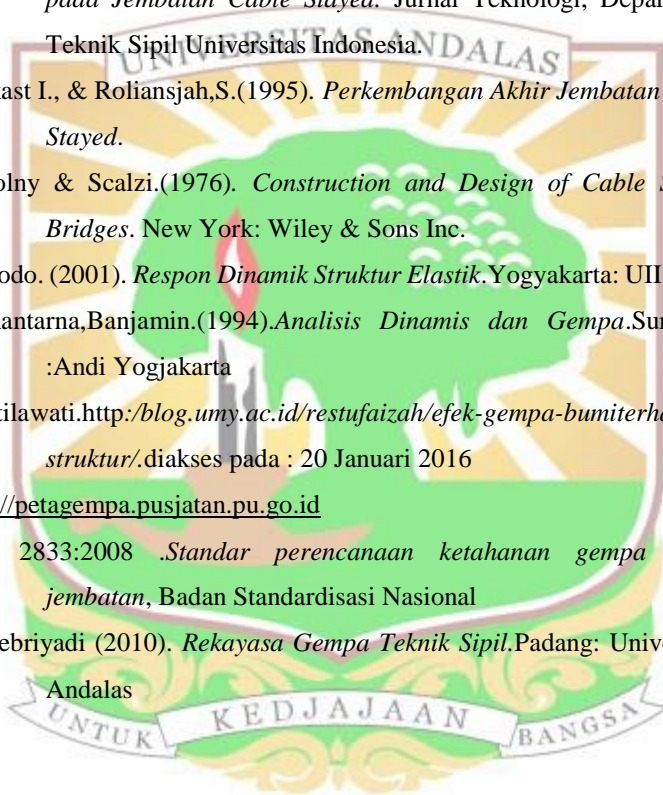 pada Jembatan Cable Stayed. Jurnal Teknologi, Depar
Teknik Sipil Universitas Indonesia.
UNIVERSITAS ANDALAS
kast I., & Roliansjah,S.(1995). Perkembangan Akhir Jembatan
Stayed.
olny & Scalzi.(1976). Construction and Design of Cable S
Bridges. New York: Wiley & Sons Inc.
odo. (2001). Respon Dinamik Struktur Elastik.Yogyakarta: UII
antarna,Banjamin.(1994).Analisis Dinamis dan Gempa.Sur
:Andi Yogjakarta
tilawati.http:/blog.umy.ac.id/restufaizah/efek-gempa-bumiterha
struktur/.diakses pada : 20 Januari 2016
//petagempa.pusjatan.pu.go.id
2833:2008 .Standar perencanaan ketahanan gempa
jembatan, Badan Standardisasi Nasional
ebriyadi (2010). Rekayasa Gempa Teknik Sipil.Padang: Unive
Andalas
UNTUK KEDJAJAAN BANGSA